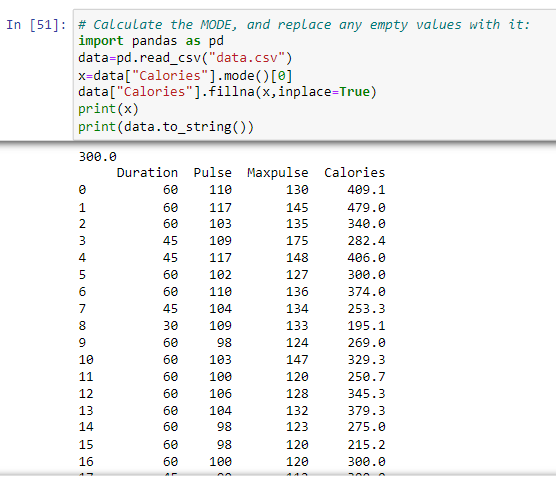 In [51]: # Calculate the MODE, and replace any empty values with it:
import pandas as pd
data=pd.read_csv("data.csv")
x=data["Calories"].mode()[0]
data["Calories"].fillna(x,inplace=True)
print(x)
print(data.to_string())
300.0
Duration Pulse Maxpulse Calories
0 60 110 130 409.1
1 60 117 145 479.0
2 60 103 135 340.0
3 45 109 175 282.4
4 45 117 148 406.0
5 60 102 127 300.0
6 60 110 136 374.0
7 45 104 134 253.3
8 30 109 133 195.1
9 60 98 124 269.0
10 60 103 147 329.3
11 60 100 120 250.7
12 60 106 128 345.3
13 60 104 132 379.3
14 60 98 123 275.0
15 60 98 120 215.2
16 60 100 120 300.0